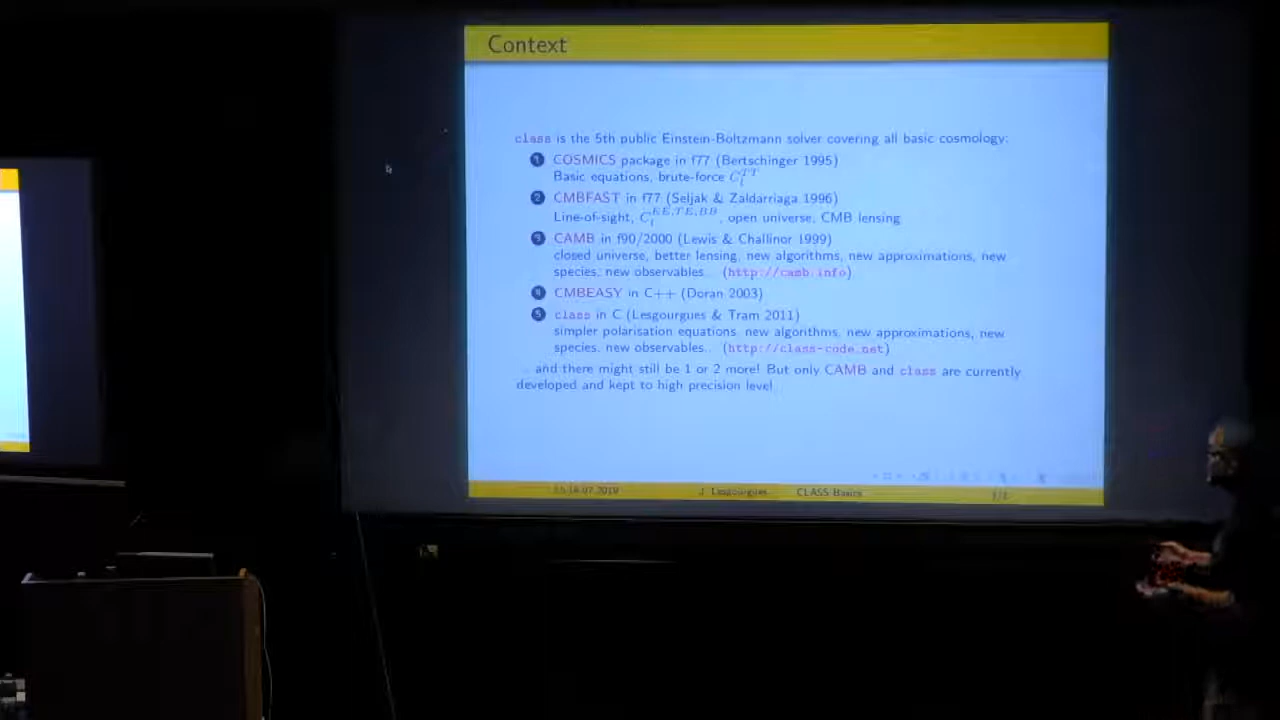 Context
class is the 5th public Einstein-Boltzmann solver covering all basic cosmology:
1 COSMICS package in f77 (Bertschinger 1995)
Basic equations, brute-force C_l^{TT}
2 CMBFAST in f77 (Seljak & Zaldarriaga 1996)
Line-of-sight, C_l^{EE,TE,BB}, open universe, CMB lensing
3 CAMB in f90/2000 (Lewis & Challinor 1999)
closed universe, better lensing, new algorithms, new approximations, new
species, new observables... (http://camb.info)
4 CMBEASY in C++ (Doran 2003)
5 class in C (Lesgourgues & Tram 2011)
simpler polarisation equations, new algorithms, new approximations, new
species, new observables... (http://class-code.net)
... and there might still be 1 or 2 more! But only CAMB and class are currently
developed and kept to high precision level
J. Lesgourgues CLASS Basics